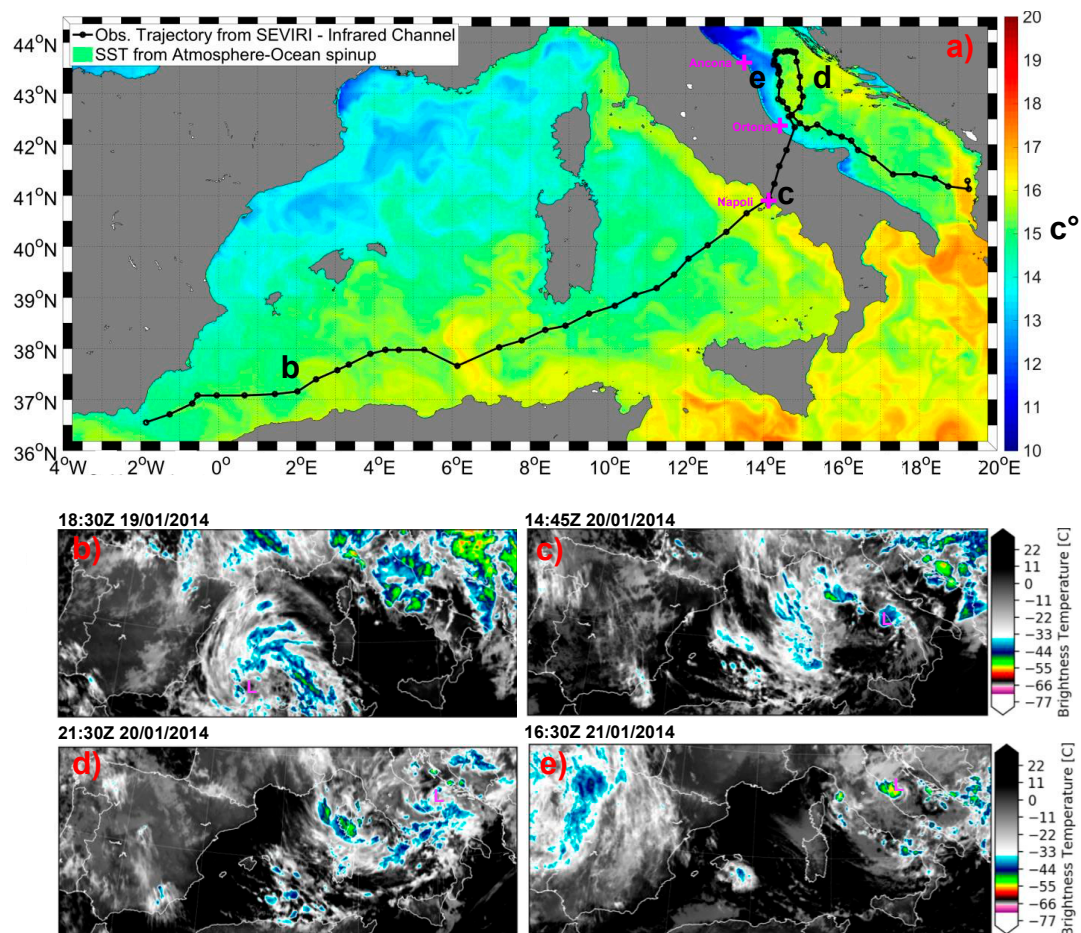 Obs. Trajectory from SEVIRI - Infrared Channel
SST from Atmosphere-Ocean spinup
a)
44°N
43°N
42°N
41°N
40°N
39°N
38°N
37°N
36°N
4°W
2°W
0°
2°E
4°E
6°E
8°E
10°E
12°E
14°E
16°E
18°E
20°E
Ancona
e
d
Ortona
Napoli
c
b
20
19
18
17
16
15
14
13
12
11
10
c°
18:30Z 19/01/2014
b)
L
14:45Z 20/01/2014
c)
L
22
11
0
−11
−22
−33
−44
−55
−66
−77
Brightness Temperature [C]
21:30Z 20/01/2014
d)
L
16:30Z 21/01/2014
e)
L
22
11
0
−11
−22
−33
−44
−55
−66
−77
Brightness Temperature [C]